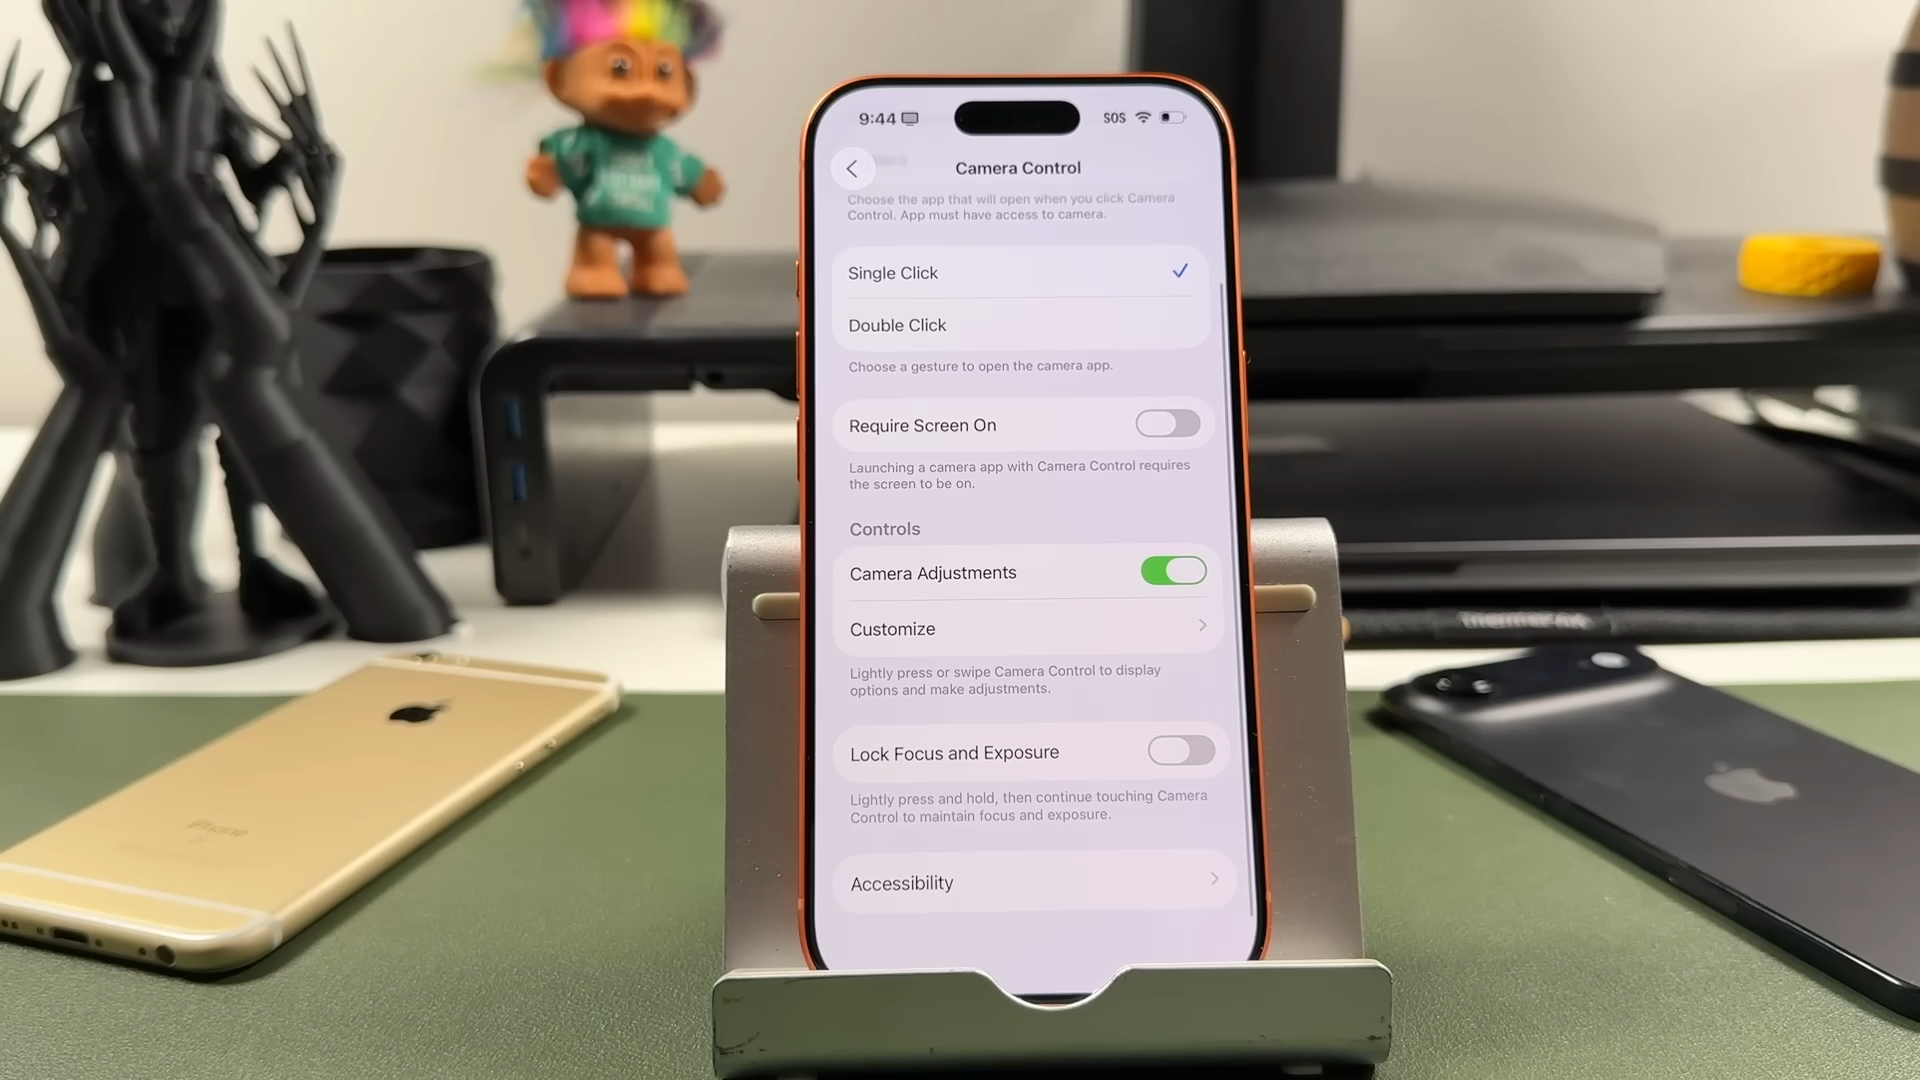 9:44
SOS
Camera Control
Choose the app that will open when you click Camera
Control. App must have access to camera.
Single Click
Double Click
Choose a gesture to open the camera app.
Require Screen On
Launching a camera app with Camera Control requires
the screen to be on.
Controls
Camera Adjustments
Customize
Lightly press or swipe Camera Control to display
options and make adjustments.
Lock Focus and Exposure
Lightly press and hold, then continue touching Camera
Control to maintain focus and exposure.
Accessibility
iPhone